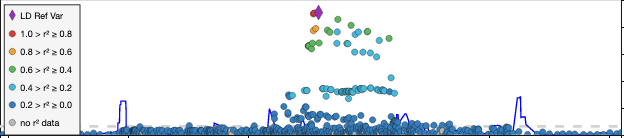 LD Ref Var
1.0 > r² ≥ 0.8
0.8 > r² ≥ 0.6
0.6 > r² ≥ 0.4
0.4 > r² ≥ 0.2
0.2 > r² ≥ 0.0
no r² data